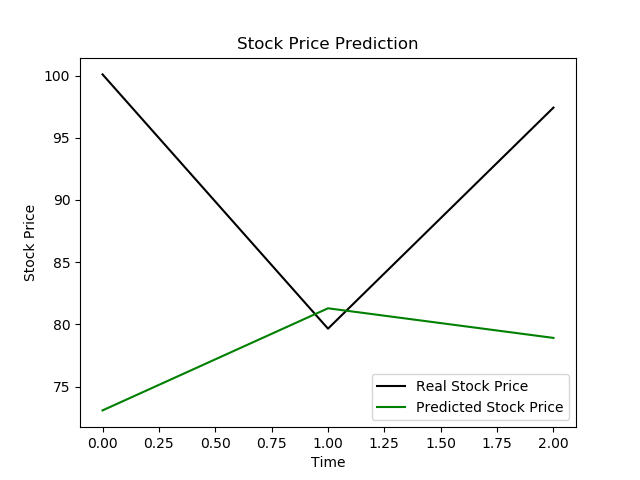 Stock Price Prediction
Stock Price
100
95
90
85
80
75
Real Stock Price
Predicted Stock Price
0.00 0.25 0.50 0.75 1.00 1.25 1.50 1.75 2.00
Time